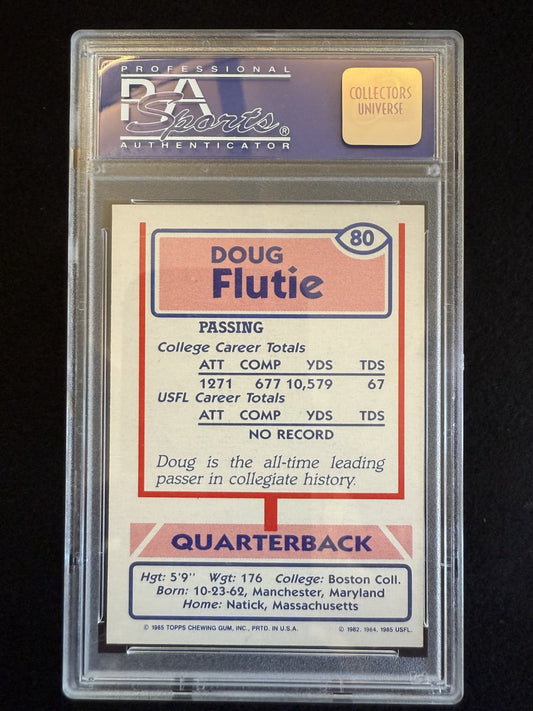 PROFESSIONAL
PSA
Sports®
AUTHENTICATOR
COLLECTORS
UNIVERSE
80
DOUG
Flutie
PASSING
College Career Totals
ATT COMP YDS TDS
1271 677 10,579 67
USFL Career Totals
ATT COMP YDS TDS
NO RECORD
Doug is the all-time leading
passer in collegiate history.
QUARTERBACK
Hgt: 5'9" Wgt: 176 College: Boston Coll.
Born: 10-23-62, Manchester, Maryland
Home: Natick, Massachusetts
© 1985 TOPPS CHEWING GUM, INC., PRTD. IN U.S.A. © 1982, 1984, 1985 USFL.